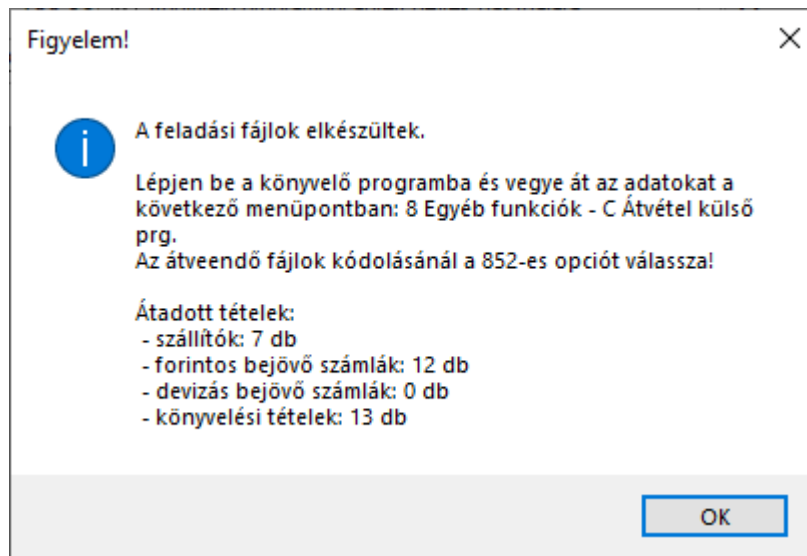 Figyelem!
A feladási fájlok elkészültek.
Lépjen be a könyvelő programba és vegye át az adatokat a
következő menüpontban: 8 Egyéb funkciók - C Átvétel külső
prg.
Az átveendő fájlok kódolásánál a 852-es opciót válassza!
Átadott tételek:
- szállítók: 7 db
- forintos bejövő számlák: 12 db
- devizás bejövő számlák: 0 db
- könyvelési tételek: 13 db
OK